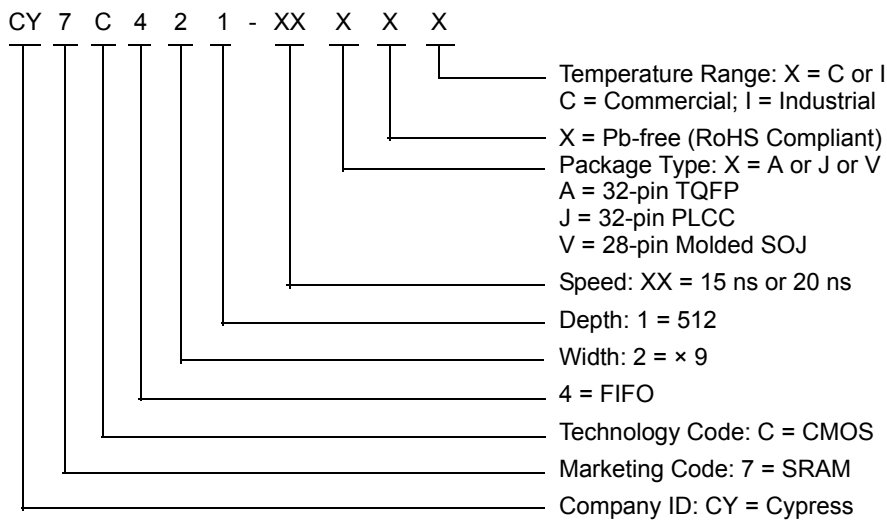 CY 7 C 4 2 1 - XX X X X
Temperature Range: X = C or I
C = Commercial; I = Industrial
X = Pb-free (RoHS Compliant)
Package Type: X = A or J or V
A = 32-pin TQFP
J = 32-pin PLCC
V = 28-pin Molded SOJ
Speed: XX = 15 ns or 20 ns
Depth: 1 = 512
Width: 2 = × 9
4 = FIFO
Technology Code: C = CMOS
Marketing Code: 7 = SRAM
Company ID: CY = Cypress